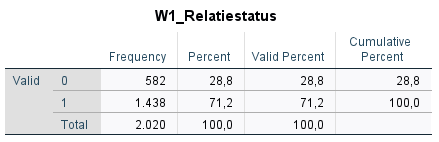 W1_Relatiestatus
Frequency Percent Valid Percent Cumulative Percent
Valid 0 582 28,8 28,8 28,8
1 1.438 71,2 71,2 100,0
Total 2.020 100,0 100,0